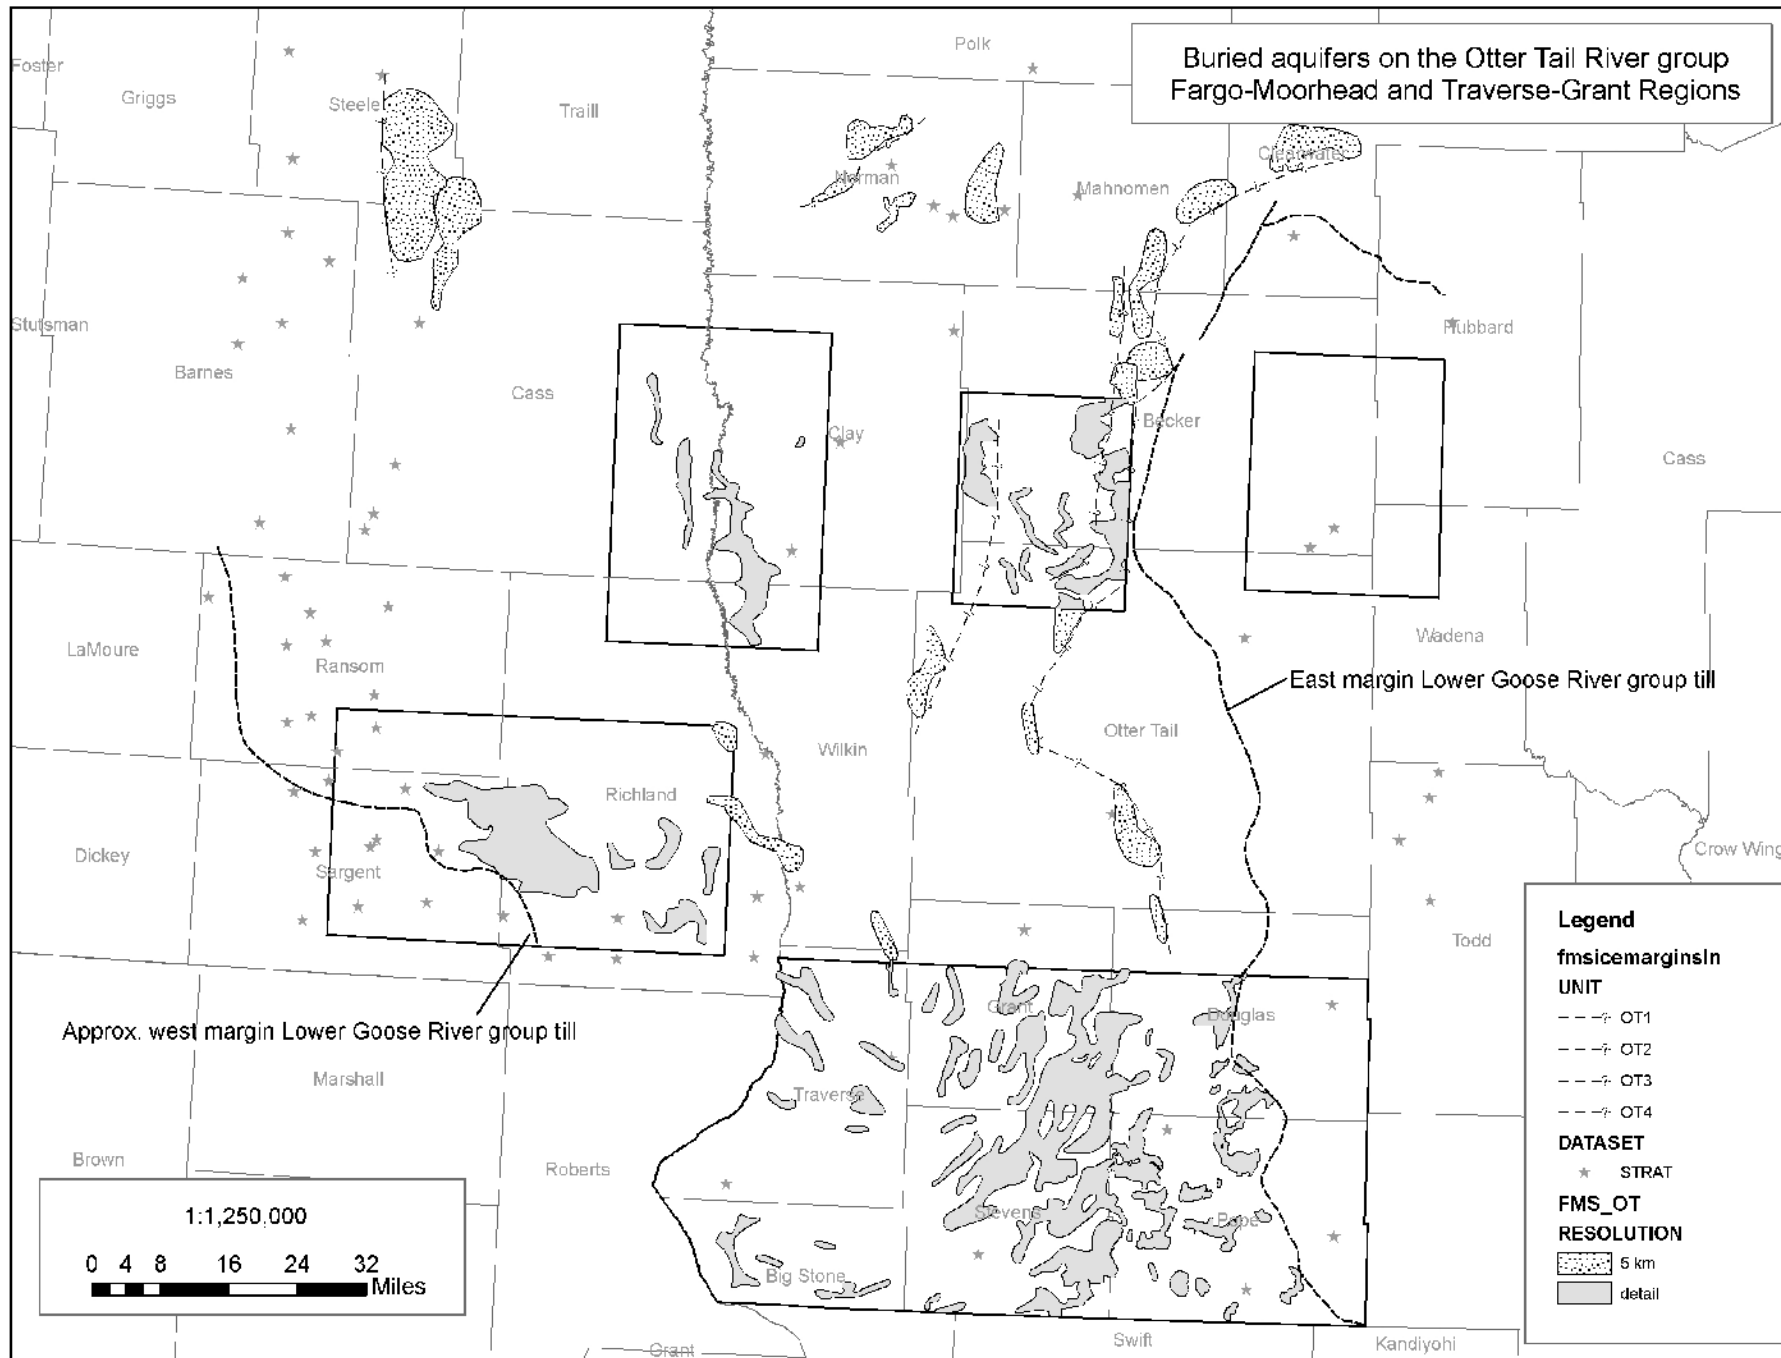 Buried aquifers on the Otter Tail River group
Fargo-Moorhead and Traverse-Grant Regions
Polk
Foster
Griggs
Steele
Traill
Norman
Mahnomen
Clearwater
Stutsman
Barnes
Cass
Clay
Becker
Hubbard
Cass
LaMoure
Ransom
Wilkin
Otter Tail
Wadena
East margin Lower Goose River group till
Richland
Dickey
Sargent
Crow Wing
Todd
Approx. west margin Lower Goose River group till
Marshall
Grant
Douglas
Traverse
Brown
Roberts
Stevens
Pope
Big Stone
Grant
Swift
Kandiyohi
1:1,250,000
0 4 8 16 24 32
Miles
Legend
fmsicemarginsln
UNIT
? OT1
? OT2
? OT3
? OT4
DATASET
STRAT
FMS_OT
RESOLUTION
5 km
detail